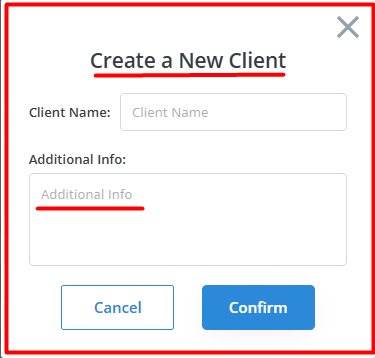 Create a New Client
Client Name: Client Name
Additional Info:
Additional Info
Cancel Confirm